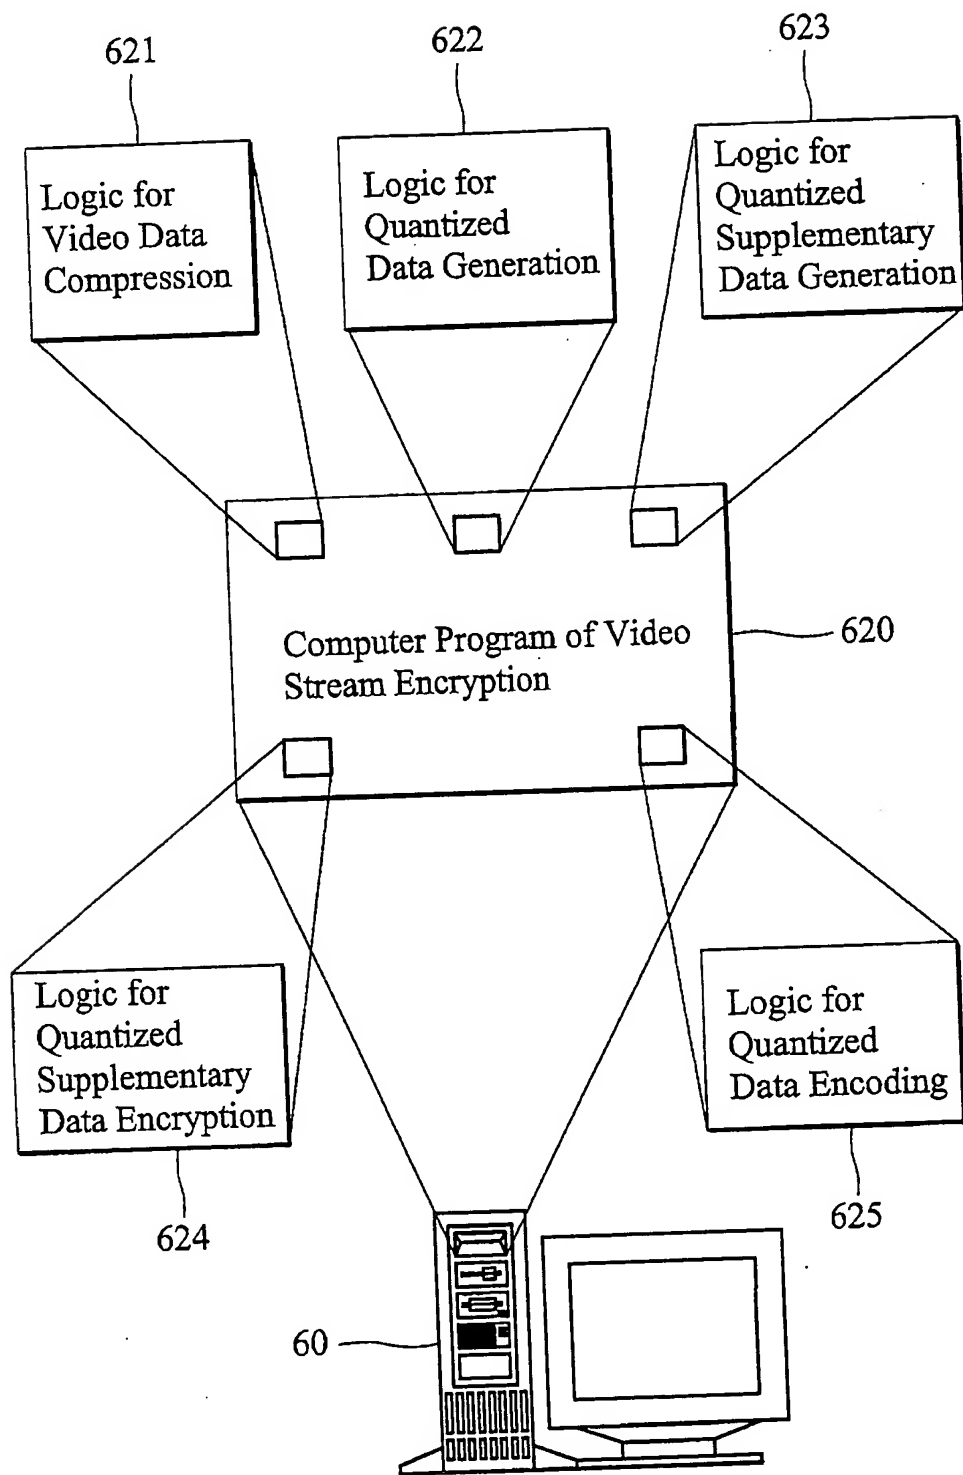 621
622
623
Logic for
Video Data
Compression
Logic for
Quantized
Data Generation
Logic for
Quantized
Supplementary
Data Generation
Computer Program of Video
Stream Encryption
620
Logic for
Quantized
Supplementary
Data Encryption
Logic for
Quantized
Data Encoding
624
625
60